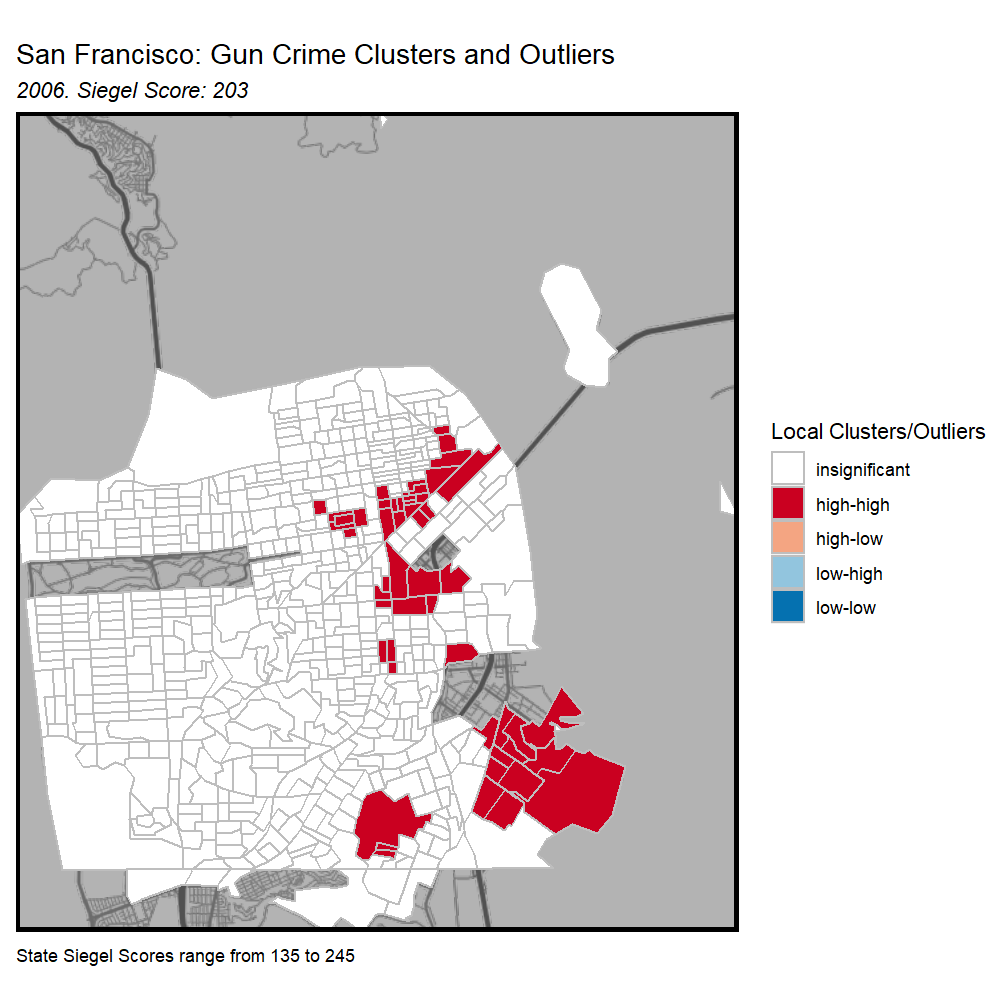 San Francisco: Gun Crime Clusters and Outliers
2006. Siegel Score: 203
Local Clusters/Outliers
insignificant
high-high
high-low
low-high
low-low
State Siegel Scores range from 135 to 245